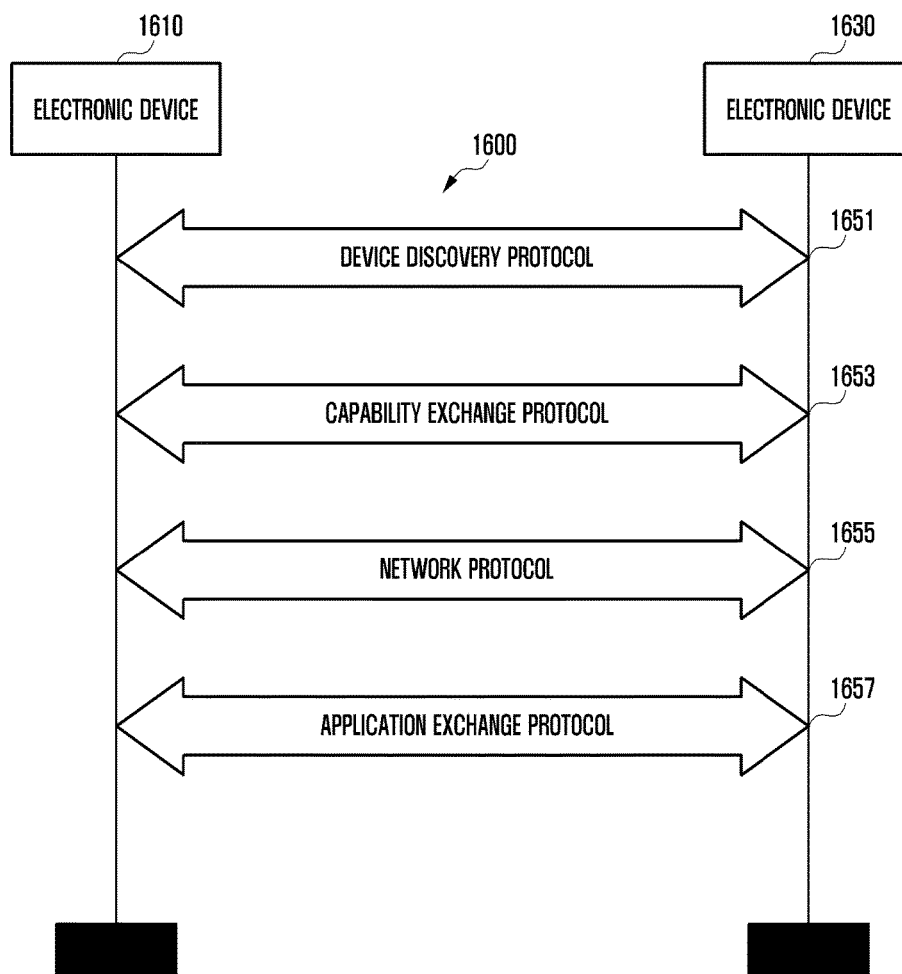 1610
1630
ELECTRONIC DEVICE
ELECTRONIC DEVICE
1600
1651
DEVICE DISCOVERY PROTOCOL
1653
CAPABILITY EXCHANGE PROTOCOL
1655
NETWORK PROTOCOL
1657
APPLICATION EXCHANGE PROTOCOL